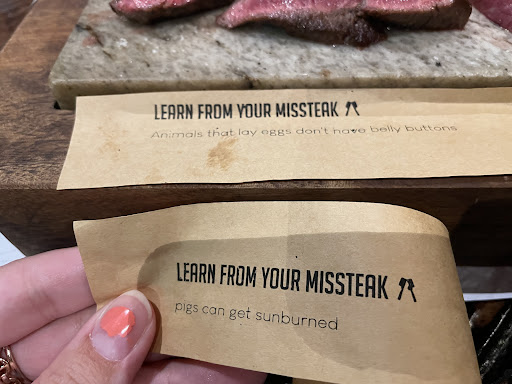 LEARN FROM YOUR MISSTEAK
Animals that lay eggs don't have belly buttons
LEARN FROM YOUR MISSTEAK
pigs can get sunburned